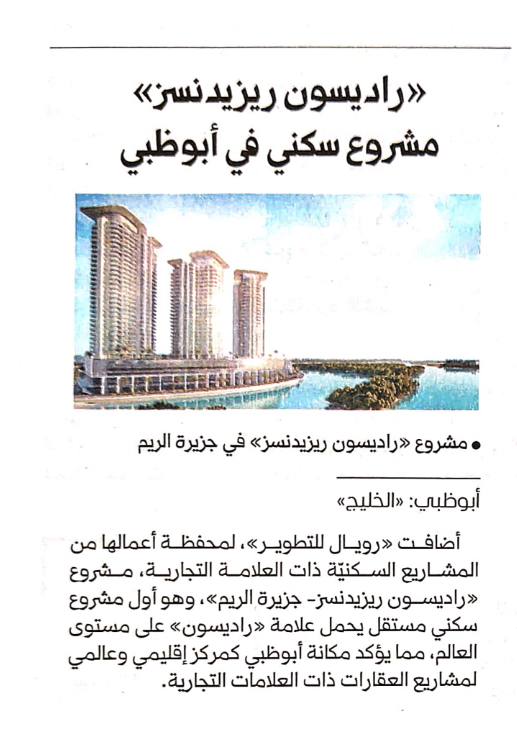 «راديسون ريزيدنسز»
مشروع سكني في أبوظبي
• مشروع «راديسون ريزيدنسز» في جزيرة الريم
أبوظبي: «الخليج»
أضافت «رويال للتطوير»، لمحفظة أعمالها من
المشاريع السكنيّة ذات العلامة التجارية، مشروع
«راديسون ريزيدنسز- جزيرة الريم»، وهو أول مشروع
سكني مستقل يحمل علامة «راديسون» على مستوى
العالم، مما يؤكد مكانة أبوظبي كمركز إقليمي وعالمي
لمشاريع العقارات ذات العلامات التجارية.